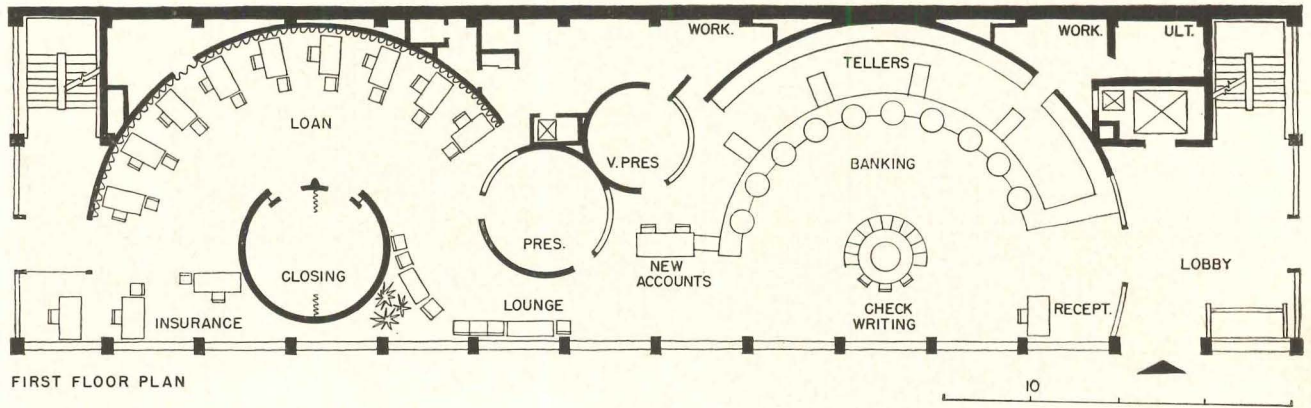 WORK.
WORK.
ULT.
TELLERS
LOAN
V. PRES
BANKING
PRES.
CLOSING
NEW
ACCOUNTS
LOBBY
LOUNGE
INSURANCE
CHECK
WRITING
RECEPT.
FIRST FLOOR PLAN
10